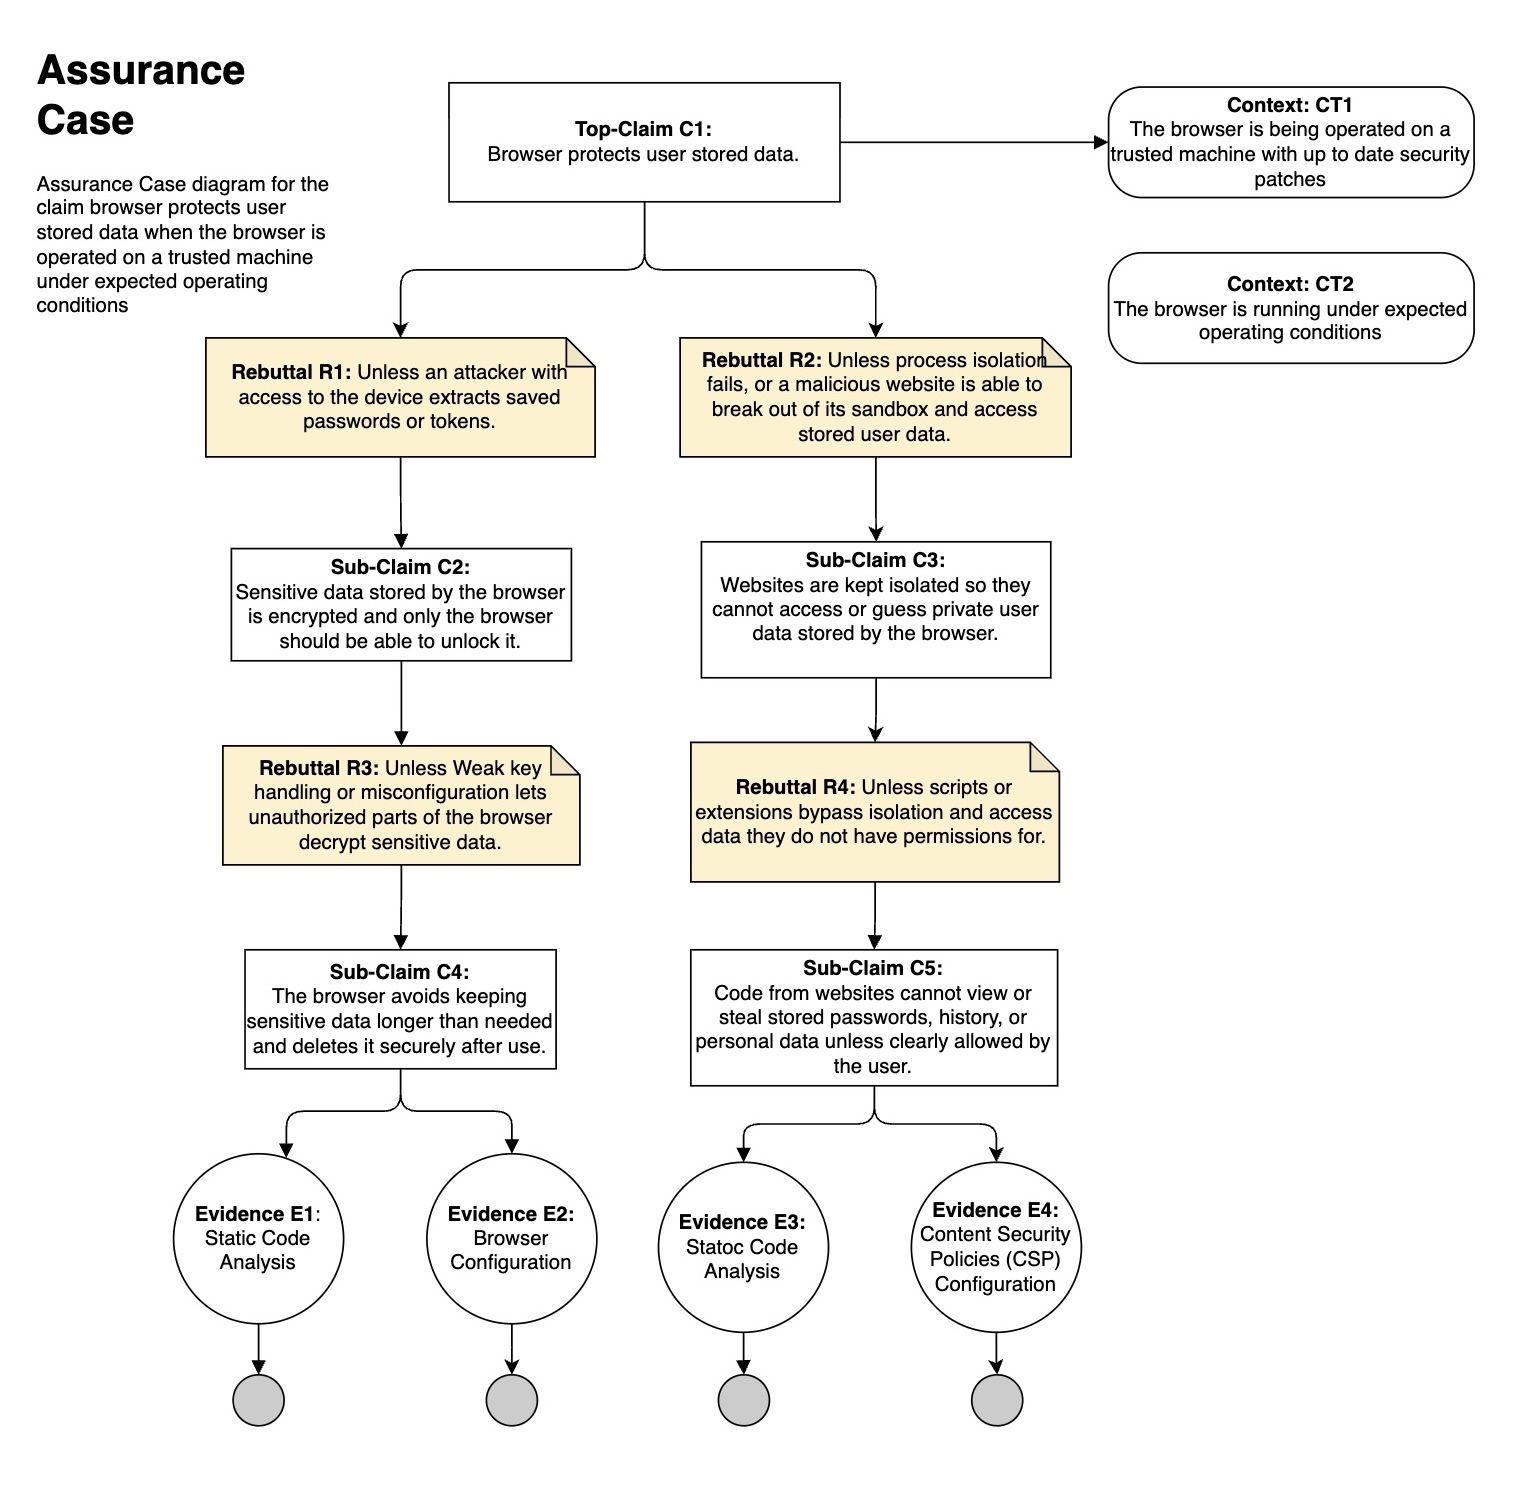 Assurance
Case
Assurance Case diagram for the
claim browser protects user
stored data when the browser is
operated on a trusted machine
under expected operating
conditions
Top-Claim C1:
Browser protects user stored data.
Context: CT1
The browser is being operated on a
trusted machine with up to date security
patches
Context: CT2
The browser is running under expected
operating conditions
Rebuttal R1: Unless an attacker with
access to the device extracts saved
passwords or tokens.
Rebuttal R2: Unless process isolation
fails, or a malicious website is able to
break out of its sandbox and access
stored user data.
Sub-Claim C2:
Sensitive data stored by the browser
is encrypted and only the browser
should be able to unlock it.
Sub-Claim C3:
Websites are kept isolated so they
cannot access or guess private user
data stored by the browser.
Rebuttal R3: Unless Weak key
handling or misconfiguration lets
unauthorized parts of the browser
decrypt sensitive data.
Rebuttal R4: Unless scripts or
extensions bypass isolation and access
data they do not have permissions for.
Sub-Claim C4:
The browser avoids keeping
sensitive data longer than needed
and deletes it securely after use.
Sub-Claim C5:
Code from websites cannot view or
steal stored passwords, history, or
personal data unless clearly allowed by
the user.
Evidence E1:
Static Code
Analysis
Evidence E2:
Browser
Configuration
Evidence E3:
Statoc Code
Analysis
Evidence E4:
Content Security
Policies (CSP)
Configuration